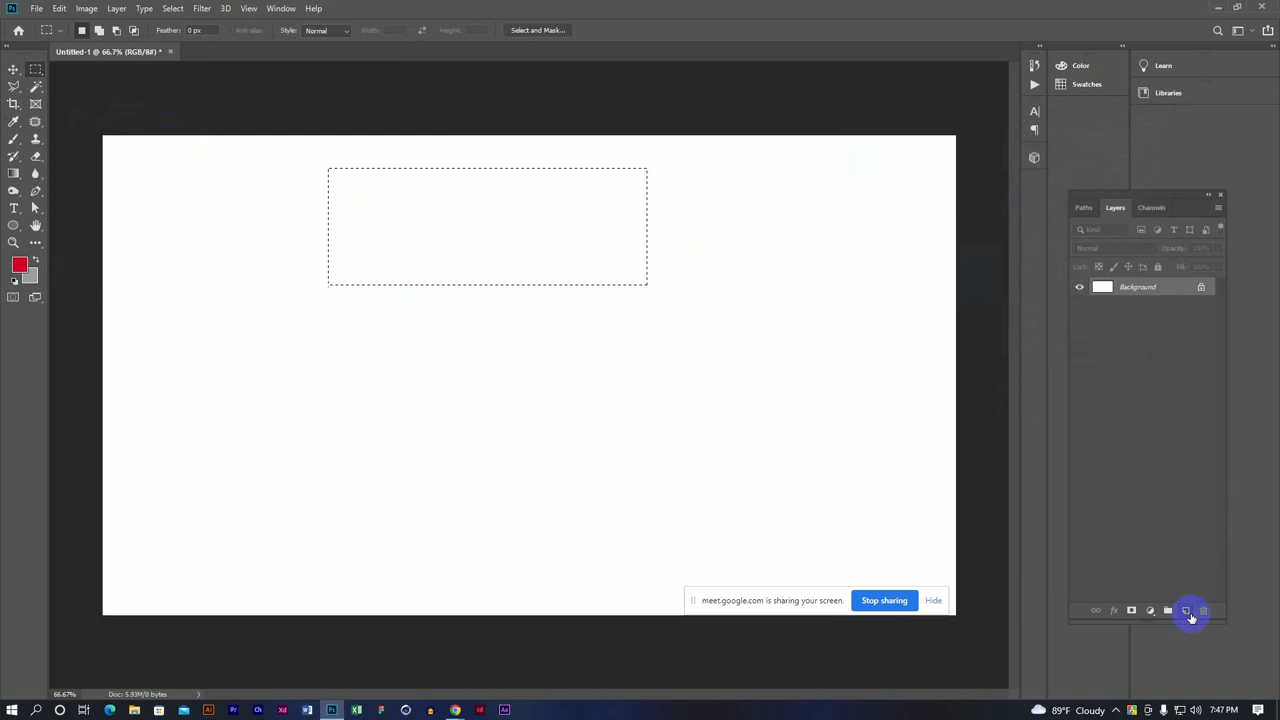 Ps File Edit Image Layer Type Select Filter 3D View Window Help
Feather: 0 px Anti-alias Style: Normal Width: Height: Select and Mask...
Untitled-1 @ 66.7% (RGB/8#) * ×
Color
Swatches
Learn
Libraries
Paths Layers Channels
Kind
Normal Opacity: 100%
Lock: Fill: 100%
Background
meet.google.com is sharing your screen. Stop sharing Hide
66.67% Doc: 5.93M/0 bytes
89°F Cloudy 7:47 PM